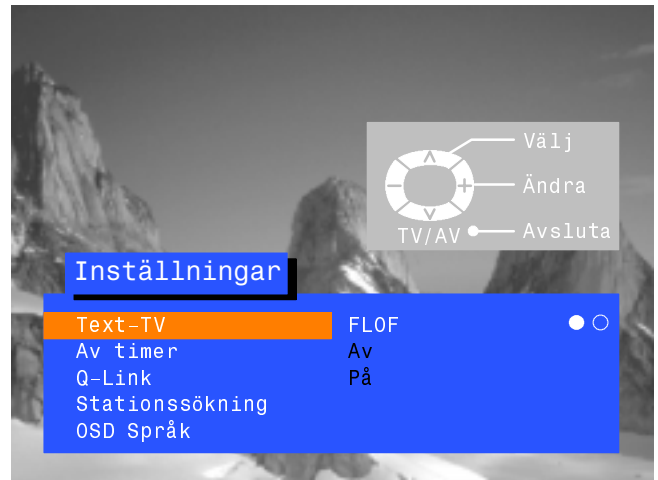 Välj
Ändra
TV/AV Avsluta
Inställningar
Text-TV FLOF
Av timer Av
Q-Link På
Stationssökning
OSD Språk